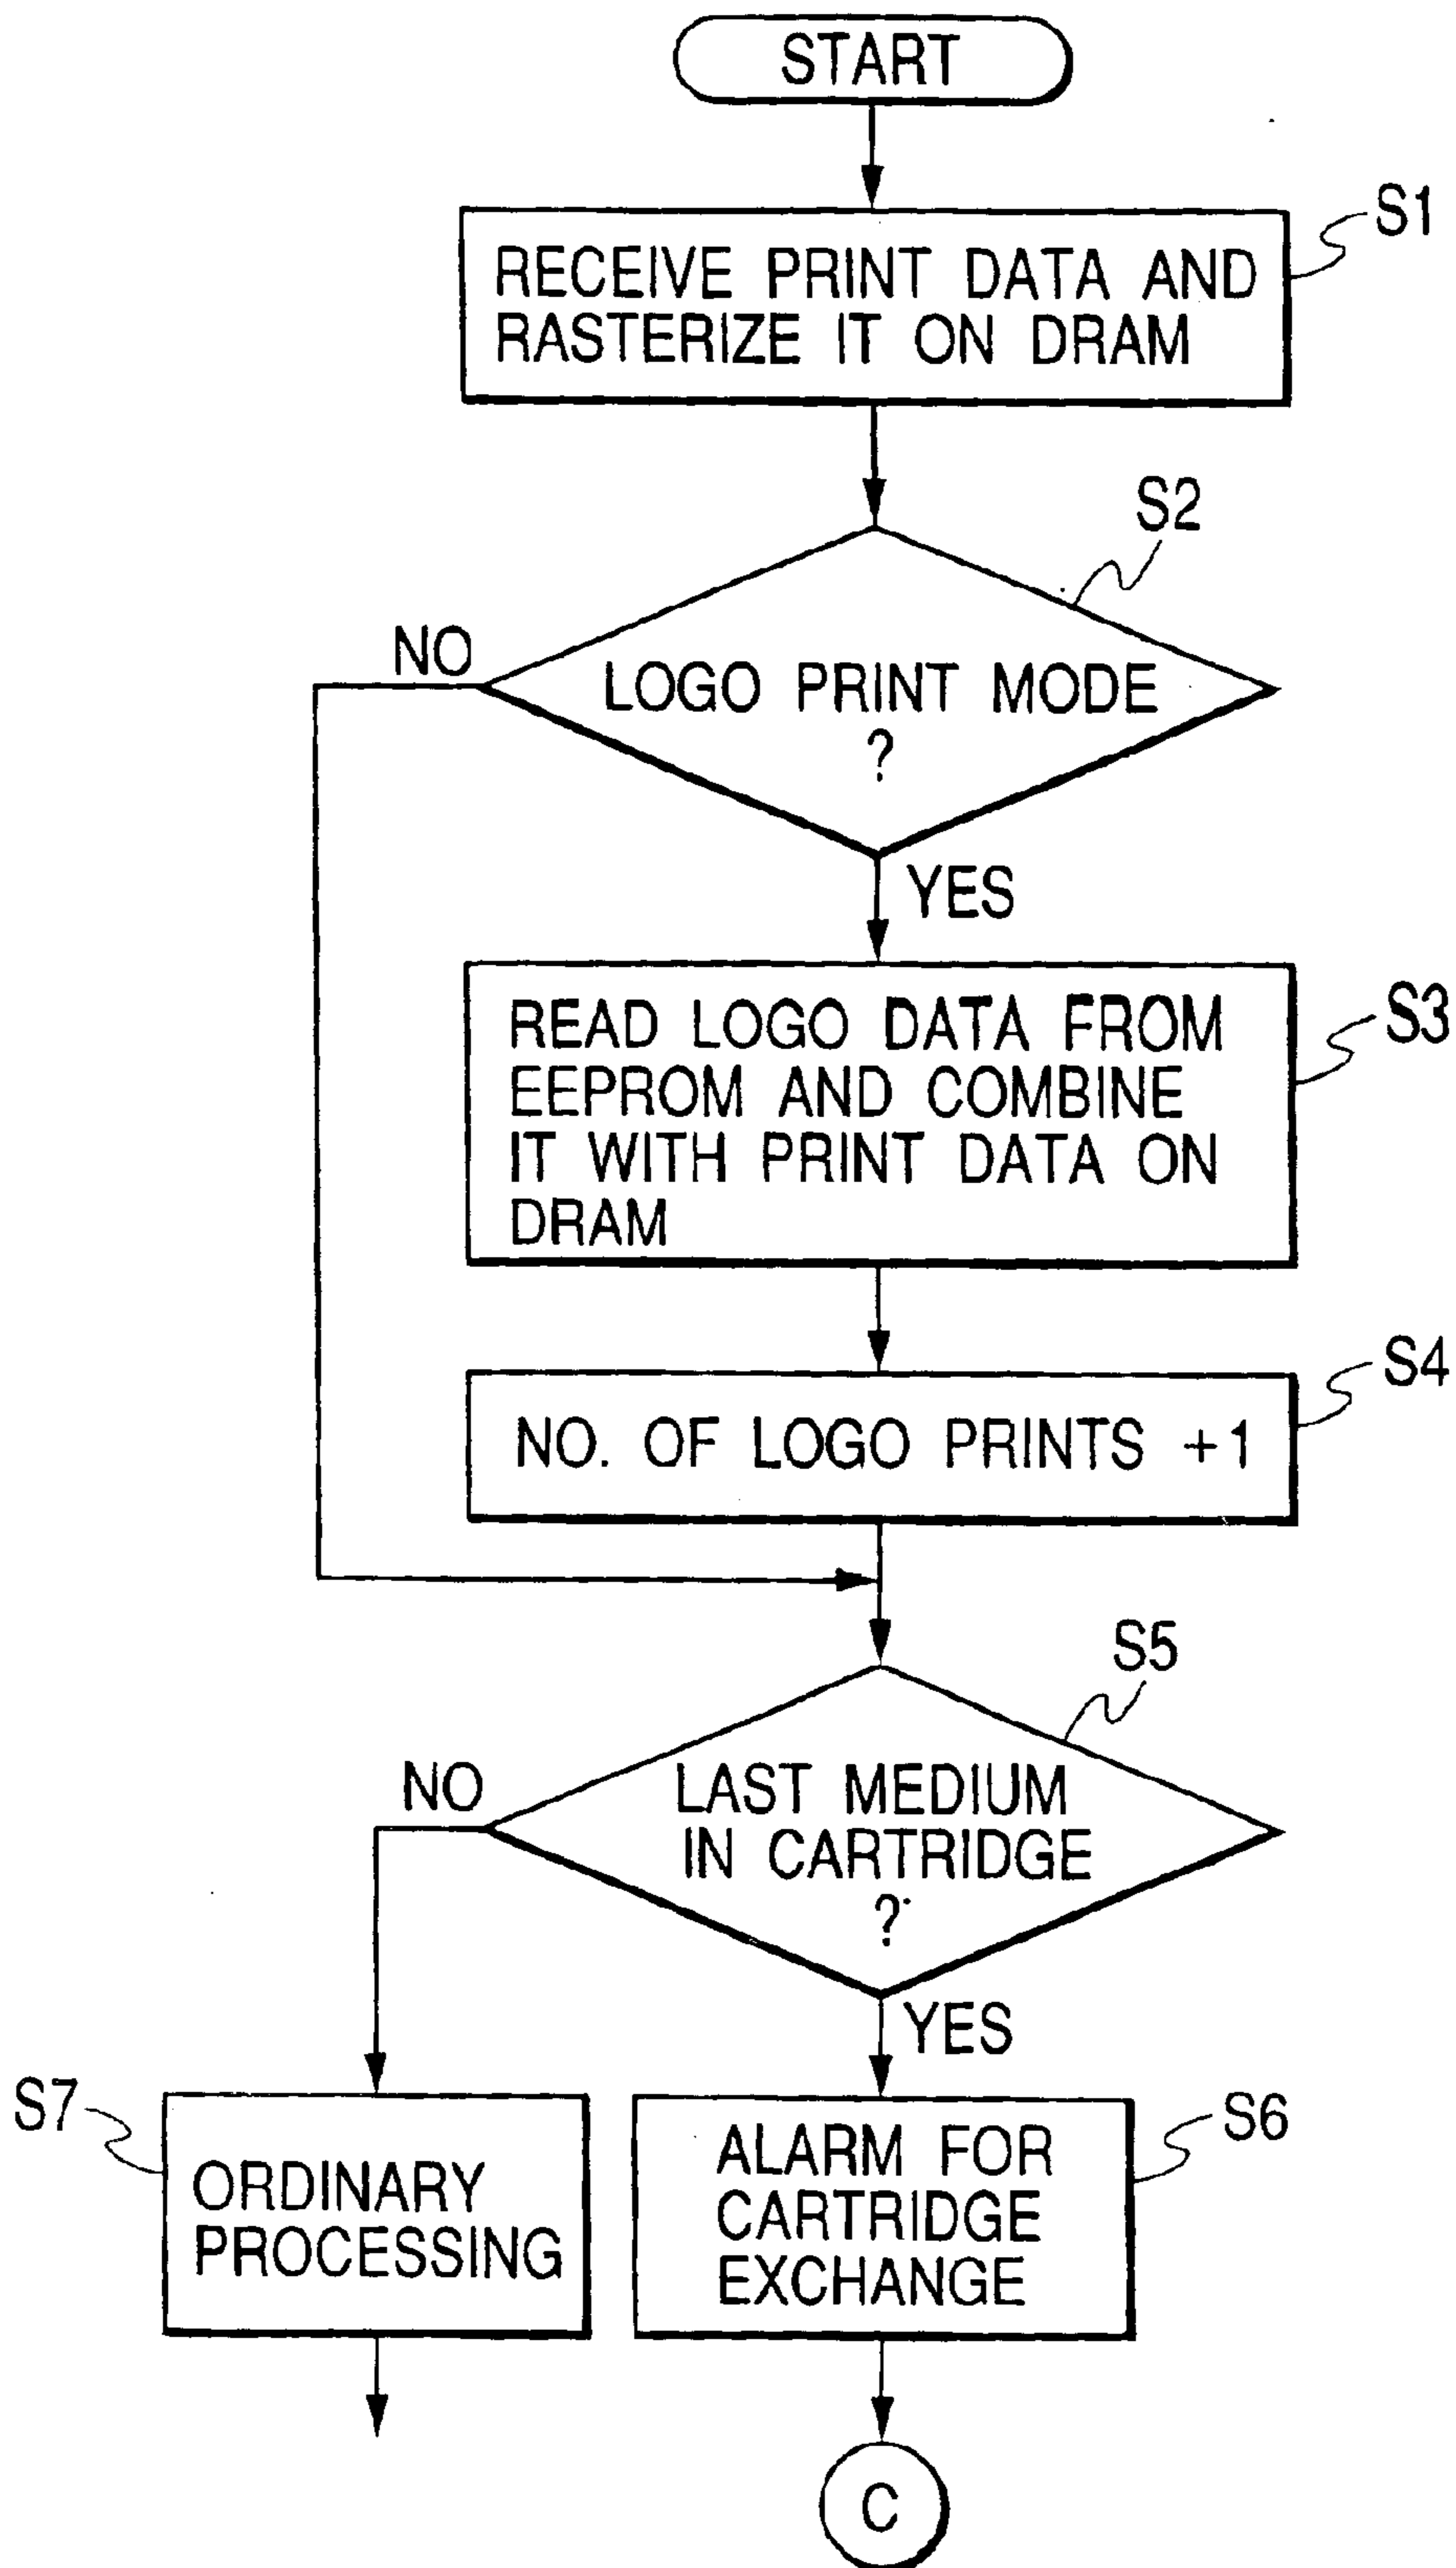 START
S1
RECEIVE PRINT DATA AND
RASTERIZE IT ON DRAM
S2
NO
LOGO PRINT MODE
?
YES
S3
READ LOGO DATA FROM
EEPROM AND COMBINE
IT WITH PRINT DATA ON
DRAM
S4
NO. OF LOGO PRINTS +1
S5
NO
LAST MEDIUM
IN CARTRIDGE
?
YES
S7
ORDINARY
PROCESSING
S6
ALARM FOR
CARTRIDGE
EXCHANGE
C